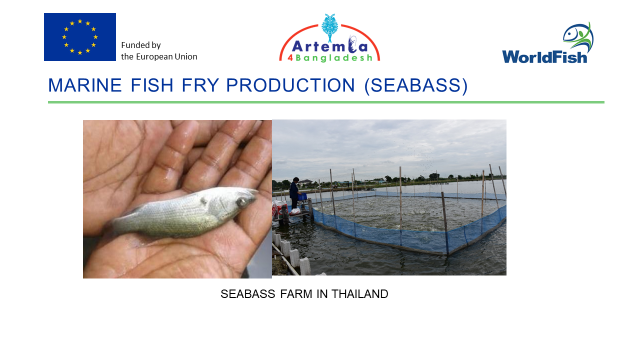 Funded by
the European Union
Artemia
4Bangladesh
WorldFish
MARINE FISH FRY PRODUCTION (SEABASS)
SEABASS FARM IN THAILAND